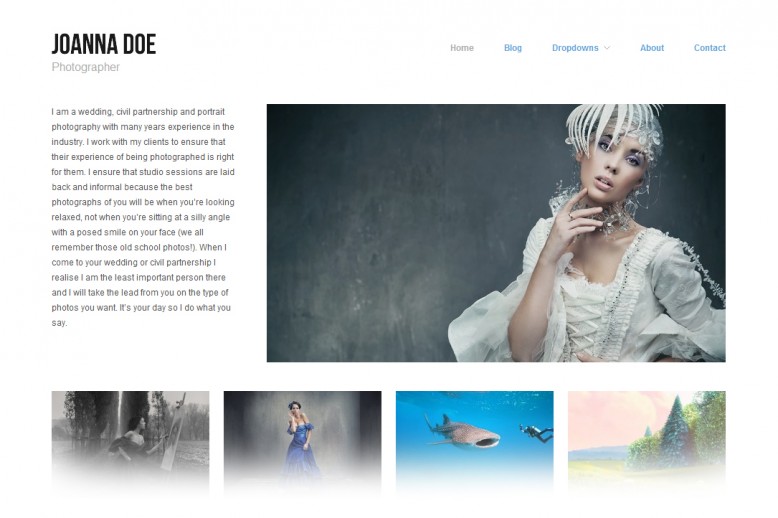 JOANNA DOE
Photographer
Home Blog Dropdowns About Contact
I am a wedding, civil partnership and portrait
photography with many years experience in the
industry. I work with my clients to ensure that
their experience of being photographed is right
for them. I ensure that studio sessions are laid
back and informal because the best
photographs of you will be when you're looking
relaxed, not when you're sitting at a silly angle
with a posed smile on your face (we all
remember those old school photos!). When I
come to your wedding or civil partnership I
realise I am the least important person there
and I will take the lead from you on the type of
photos you want. It's your day so I do what you
say.